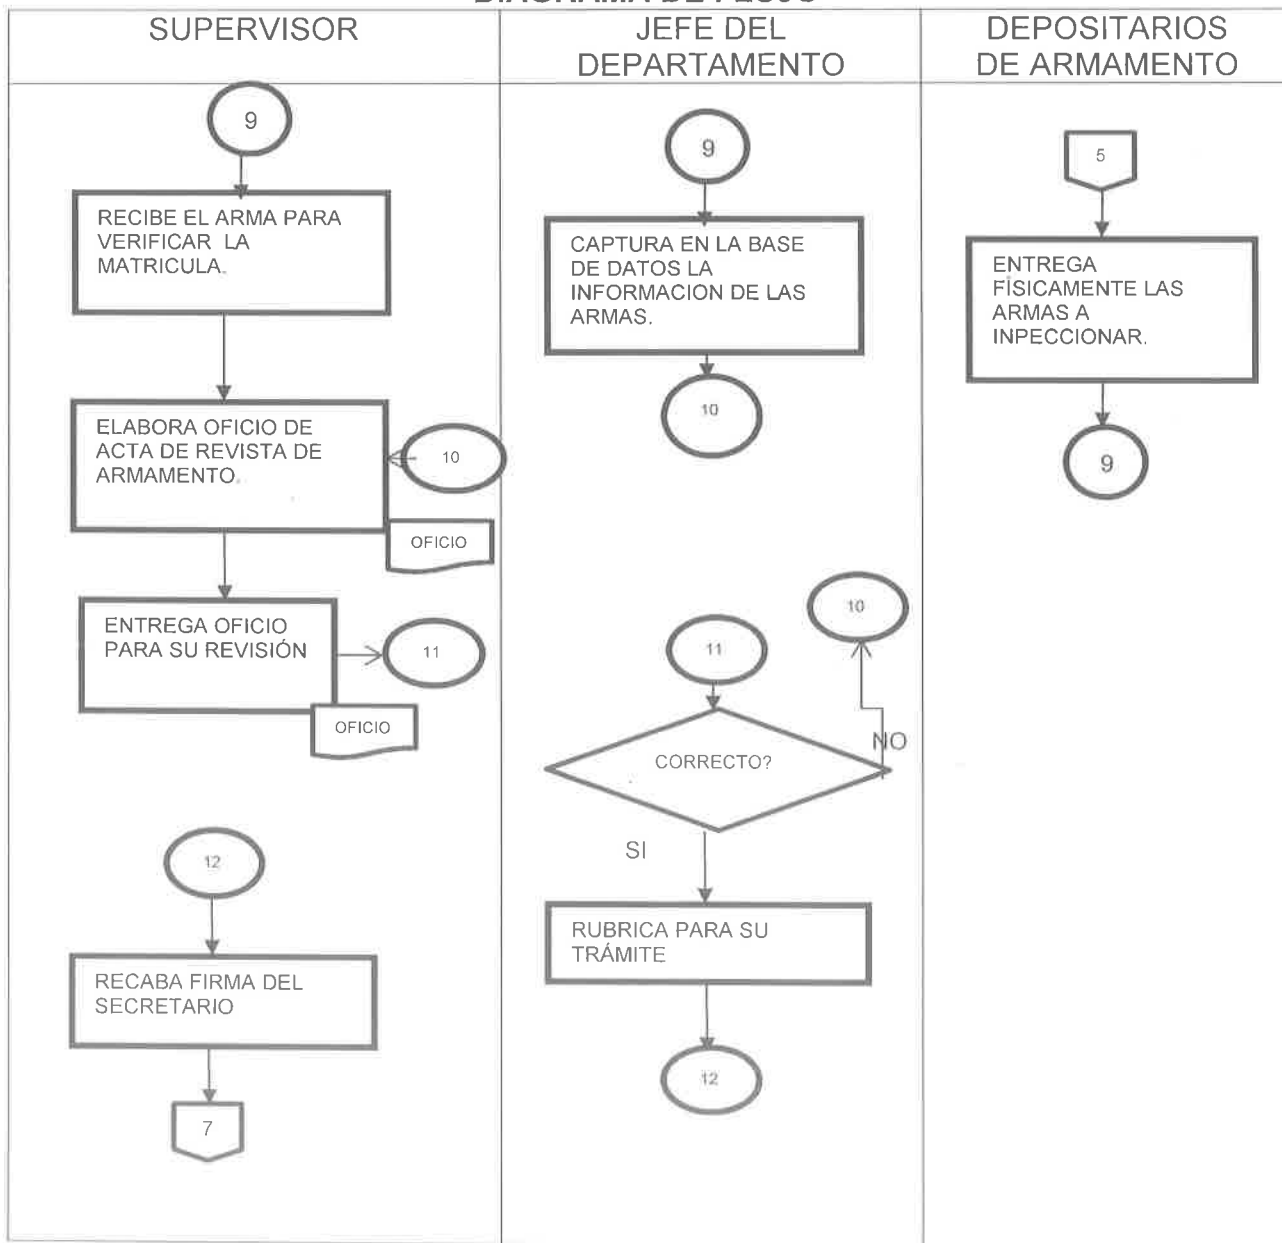 SUPERVISOR
JEFE DEL
DEPARTAMENTO
DEPOSITARIOS
DE ARMAMENTO
9
RECIBE EL ARMA PARA
VERIFICAR LA
MATRICULA.
ELABORA OFICIO DE
ACTA DE REVISTA DE
ARMAMENTO.
10
OFICIO
ENTREGA OFICIO
PARA SU REVISIÓN
11
OFICIO
12
RECABA FIRMA DEL
SECRETARIO
7
9
CAPTURA EN LA BASE
DE DATOS LA
INFORMACION DE LAS
ARMAS.
10
10
11
CORRECTO?
NO
SI
RUBRICA PARA SU
TRÁMITE
12
5
ENTREGA
FÍSICAMENTE LAS
ARMAS A
INPECCIONAR.
9